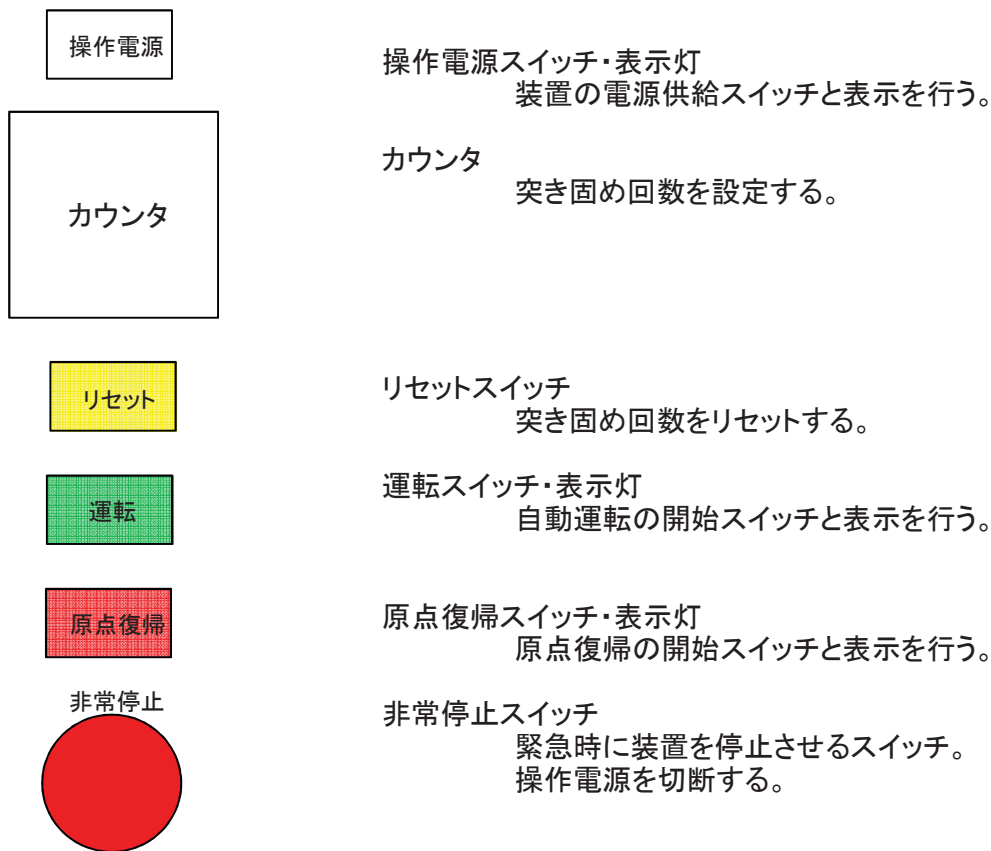 操作電源
操作電源スイッチ・表示灯
装置の電源供給スイッチと表示を行う。
カウンタ
カウンタ
突き固め回数を設定する。
リセット
リセットスイッチ
突き固め回数をリセットする。
運転
運転スイッチ・表示灯
自動運転の開始スイッチと表示を行う。
原点復帰
原点復帰スイッチ・表示灯
原点復帰の開始スイッチと表示を行う。
非常停止
非常停止スイッチ
緊急時に装置を停止させるスイッチ。
操作電源を切断する。